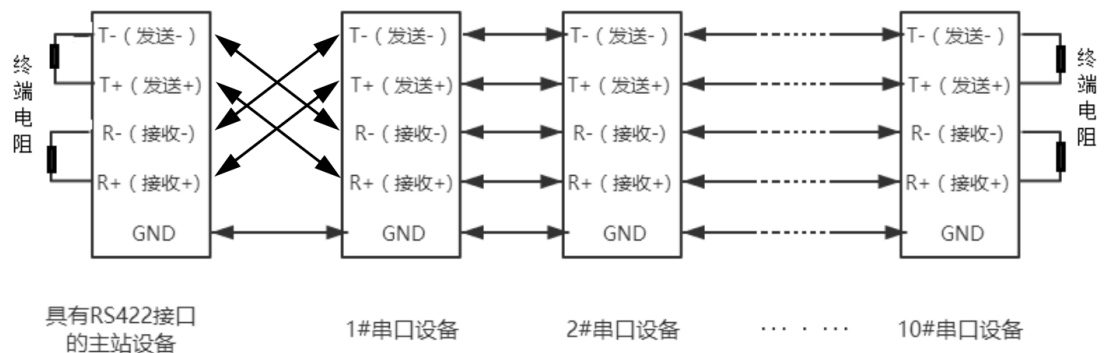 T-（发送-） T-（发送-） T-（发送-） T-（发送-）
T+（发送+） T+（发送+） T+（发送+） T+（发送+）
R-（接收-） R-（接收-） R-（接收-） R-（接收-）
R+（接收+） R+（接收+） R+（接收+） R+（接收+）
GND GND GND GND
终端电阻
终端电阻
具有RS422接口
的主站设备
1#串口设备
2#串口设备
… . …
10#串口设备